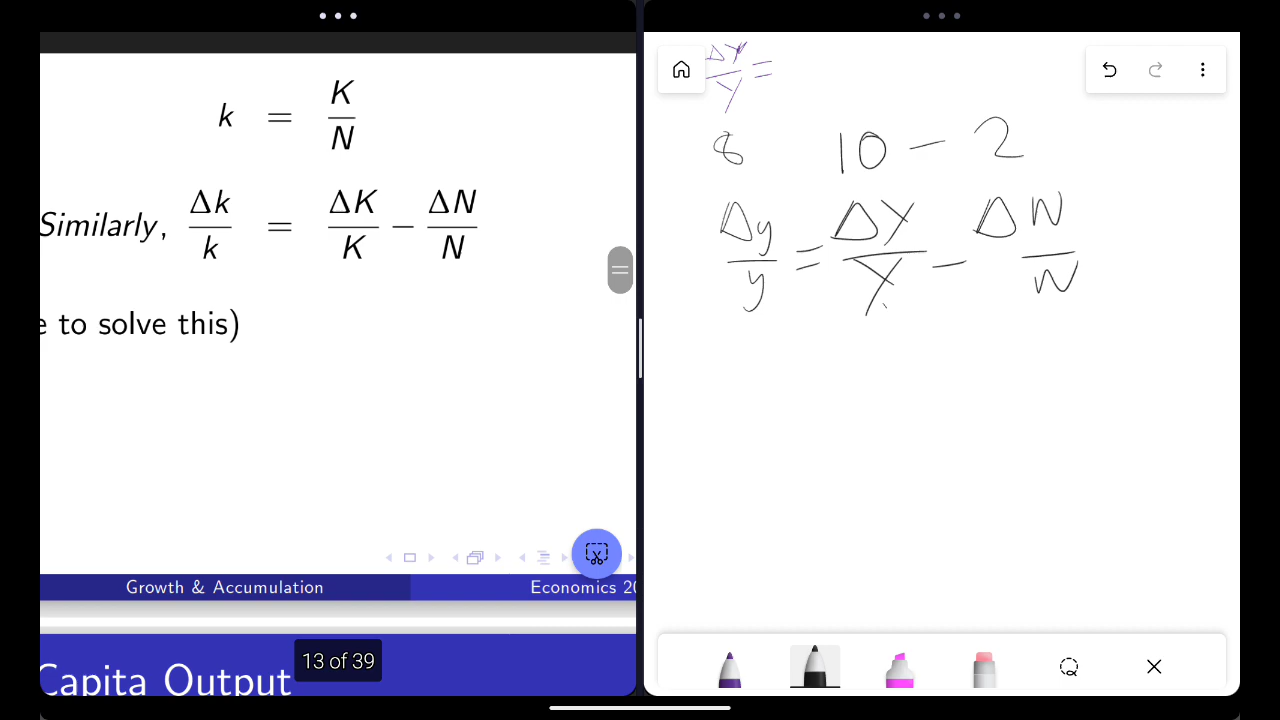 k = K/N
Similarly, Δk/k = ΔK/K − ΔN/N
e to solve this)
Growth & Accumulation Economics 20
Capita Output
13 of 39
ΔY/Y =
8 10 − 2
Δy/y = ΔY/Y − ΔN/N